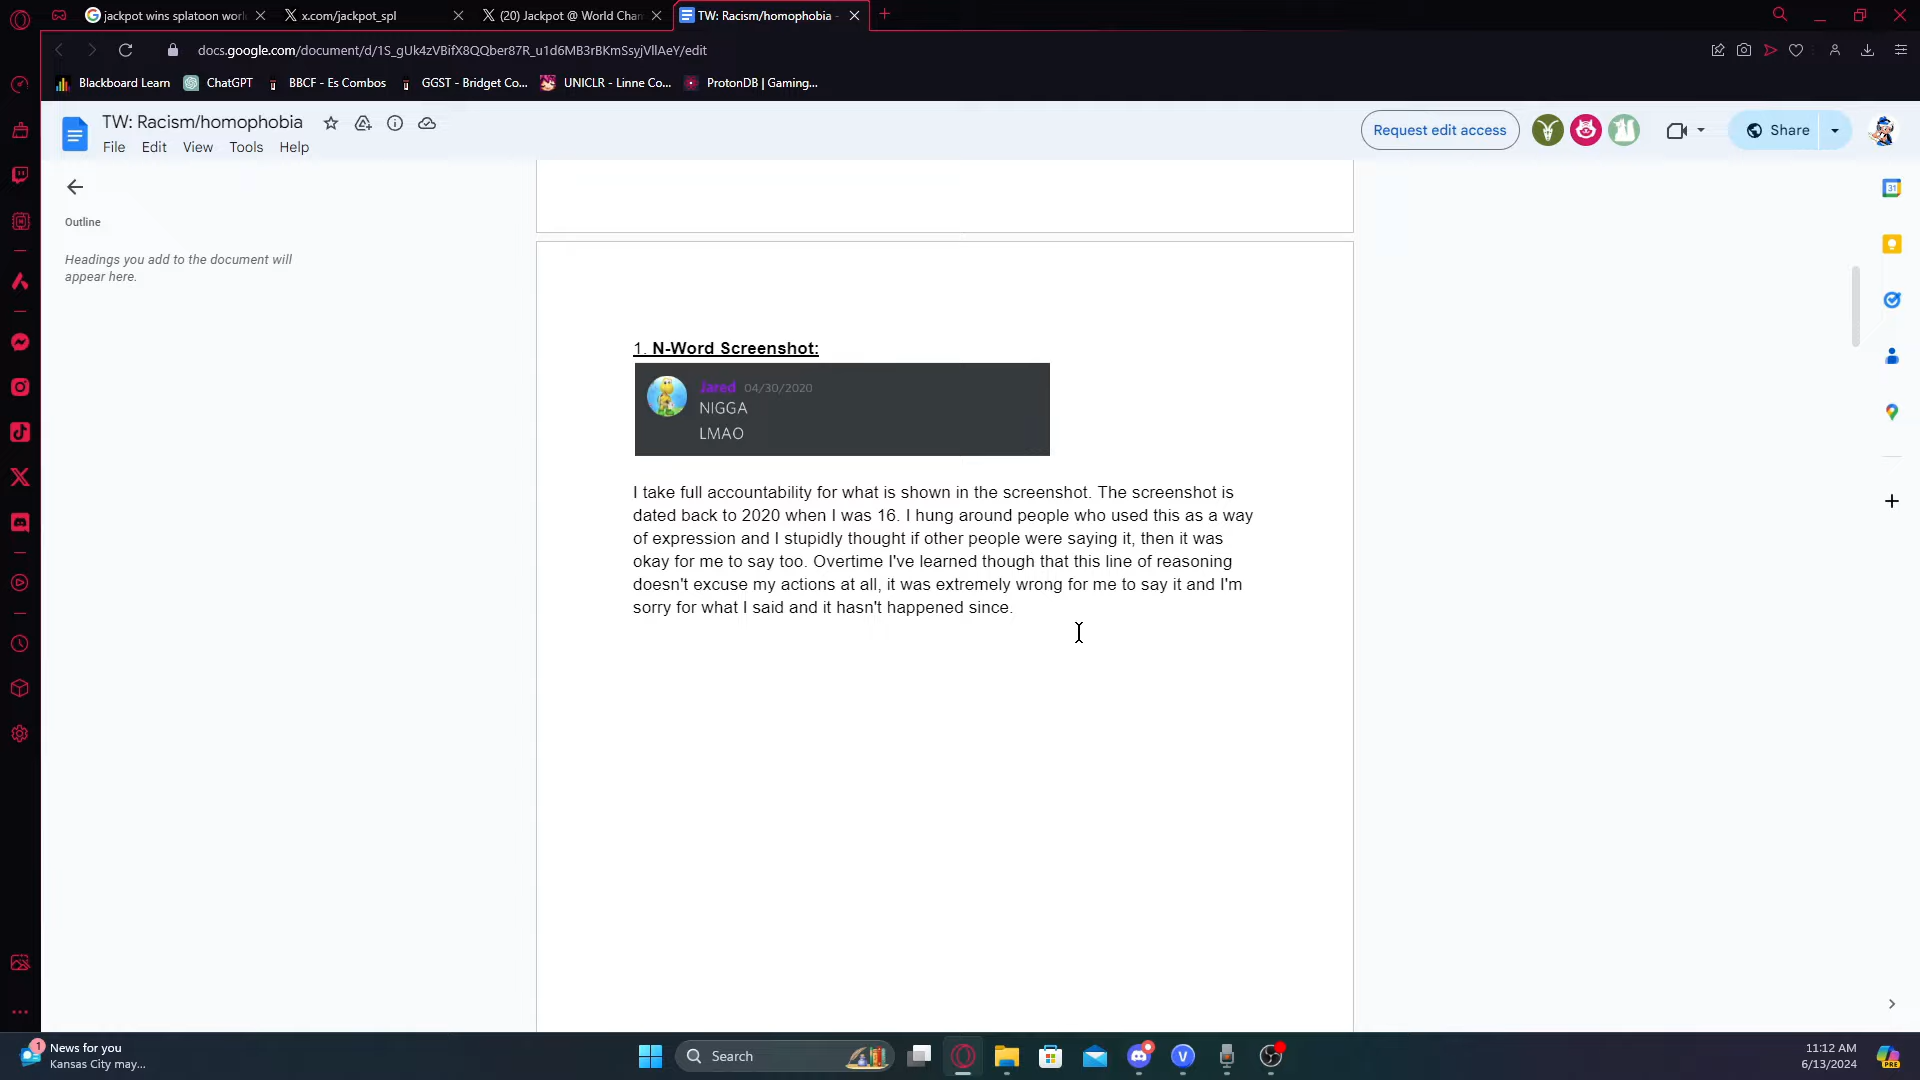 jackpot wins splatoon worl
x.com/jackpot_spl
(20) Jackpot @ World Chan
TW: Racism/homophobia -
docs.google.com/document/d/1S_gUk4zVBifX8QQber87R_u1d6MB3rBKmSsyjVllAeY/edit
Blackboard Learn
ChatGPT
BBCF - Es Combos
GGST - Bridget Co...
UNICLR - Linne Co...
ProtonDB | Gaming...
TW: Racism/homophobia
File Edit View Tools Help
Request edit access
Share
31
Outline
Headings you add to the document will
appear here.
1. N-Word Screenshot:
Jared 04/30/2020
NIGGA
LMAO
I take full accountability for what is shown in the screenshot. The screenshot is
dated back to 2020 when I was 16. I hung around people who used this as a way
of expression and I stupidly thought if other people were saying it, then it was
okay for me to say too. Overtime I've learned though that this line of reasoning
doesn't excuse my actions at all, it was extremely wrong for me to say it and I'm
sorry for what I said and it hasn't happened since.
1
News for you
Kansas City may...
Search
11:12 AM
6/13/2024
PRE